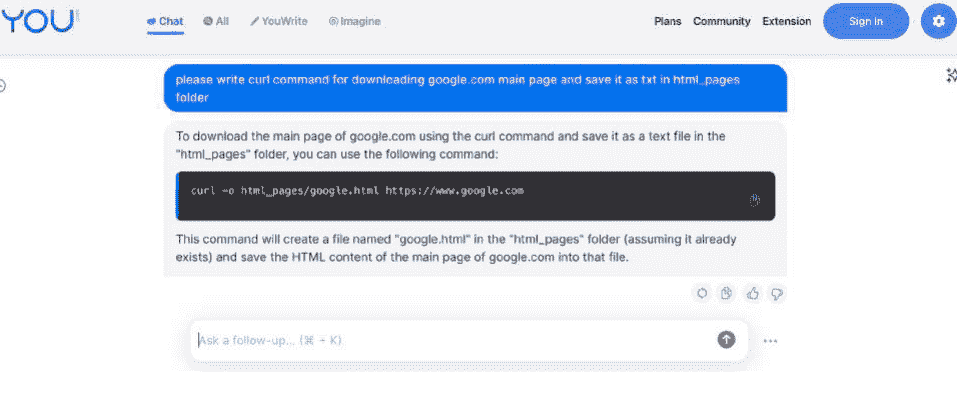 YOU
Chat All YouWrite Imagine Plans Community Extension Sign In
please write curl command for downloading google.com main page and save it as txt in html_pages
folder
To download the main page of google.com using the curl command and save it as a text file in the
"html_pages" folder, you can use the following command:
curl -o html_pages/google.html https://www.google.com
This command will create a file named "google.html" in the "html_pages" folder (assuming it already
exists) and save the HTML content of the main page of google.com into that file.
Ask a follow-up... (⌘ + K)